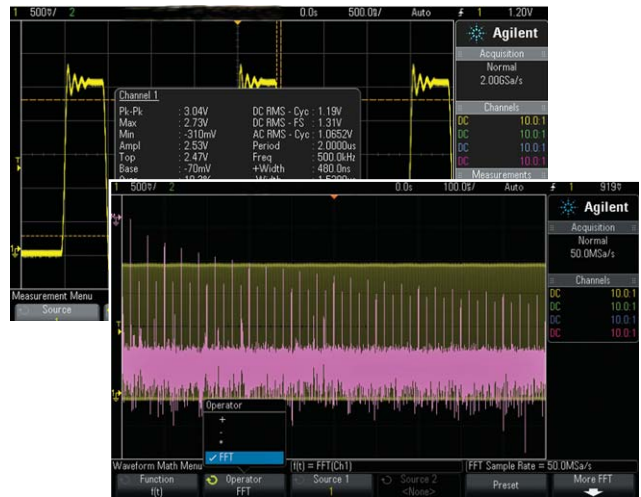 1 500▽/ 2 0.0s 500.0▽/ Auto 1 1.20V
Agilent
Acquisition
Normal
2.00GSa/s
Channels
DC 10.0:1
DC 10.0:1
DC 10.0:1
DC 10.0:1
Measurements
Channel 1
Pk-Pk : 3.04V DC RMS - Cyc : 1.19V
Max : 2.73V DC RMS - FS : 1.31V
Min : -310mV AC RMS - Cyc : 1.0652V
Ampl : 2.53V Period : 2.0000us
Top : 2.47V Freq : 500.0kHz
Base : -70mV +Width : 480.0ns
Measurement Menu
Source
1 500▽/ 2 0.0s 100.0▽/ Auto 1 919▽
Agilent
Acquisition
Normal
50.0MSa/s
Channels
DC 10.0:1
DC 10.0:1
DC 10.0:1
DC 10.0:1
Operator
+
-
*
✓ FFT
Waveform Math Menu f(t) = FFT(Ch1) FFT Sample Rate = 50.0MSa/s
Function Operator Source 1 Source 2 Preset More FFT
f(t) FFT 1 <None>